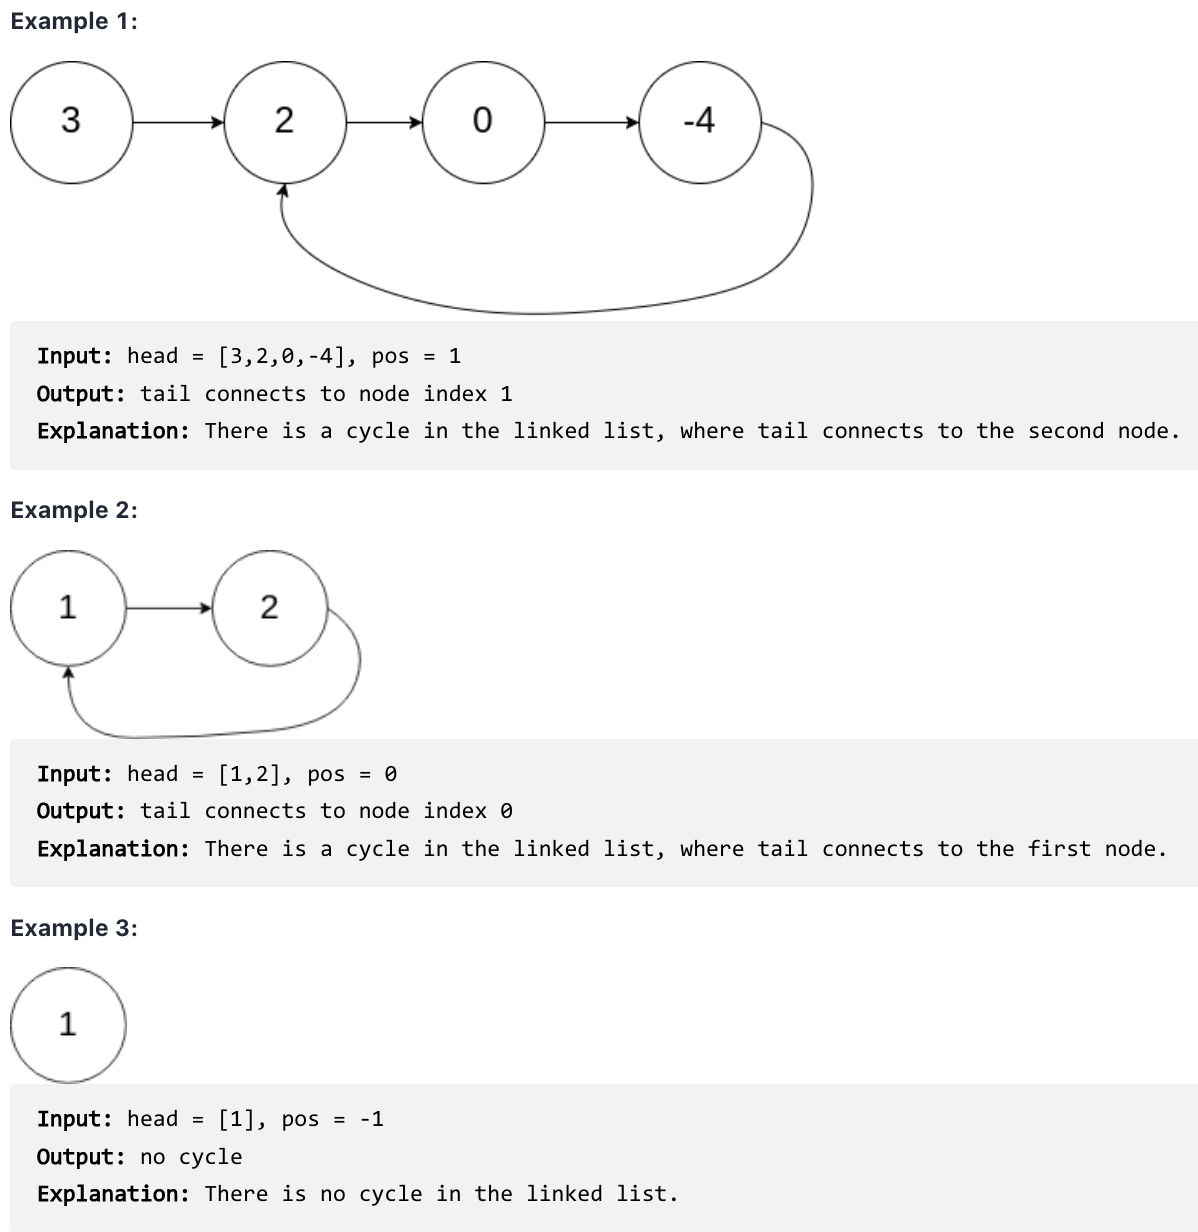 Example 1:
3 2 0 -4
Input: head = [3,2,0,-4], pos = 1
Output: tail connects to node index 1
Explanation: There is a cycle in the linked list, where tail connects to the second node.
Example 2:
1 2
Input: head = [1,2], pos = 0
Output: tail connects to node index 0
Explanation: There is a cycle in the linked list, where tail connects to the first node.
Example 3:
1
Input: head = [1], pos = -1
Output: no cycle
Explanation: There is no cycle in the linked list.